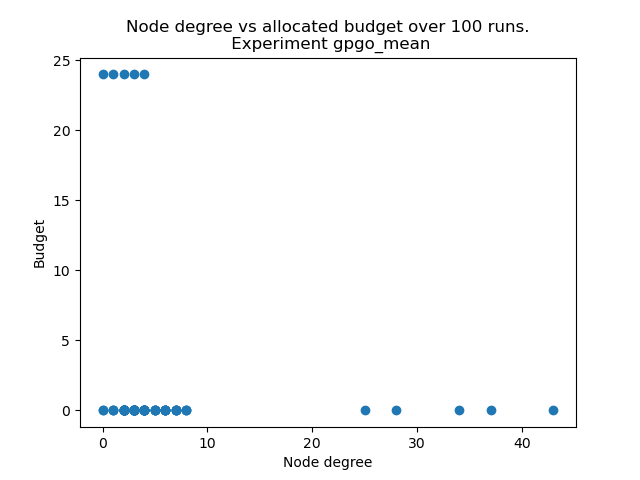 Node degree vs allocated budget over 100 runs.
Experiment gpgo_mean
25
20
15
10
5
0
Budget
0 10 20 30 40
Node degree